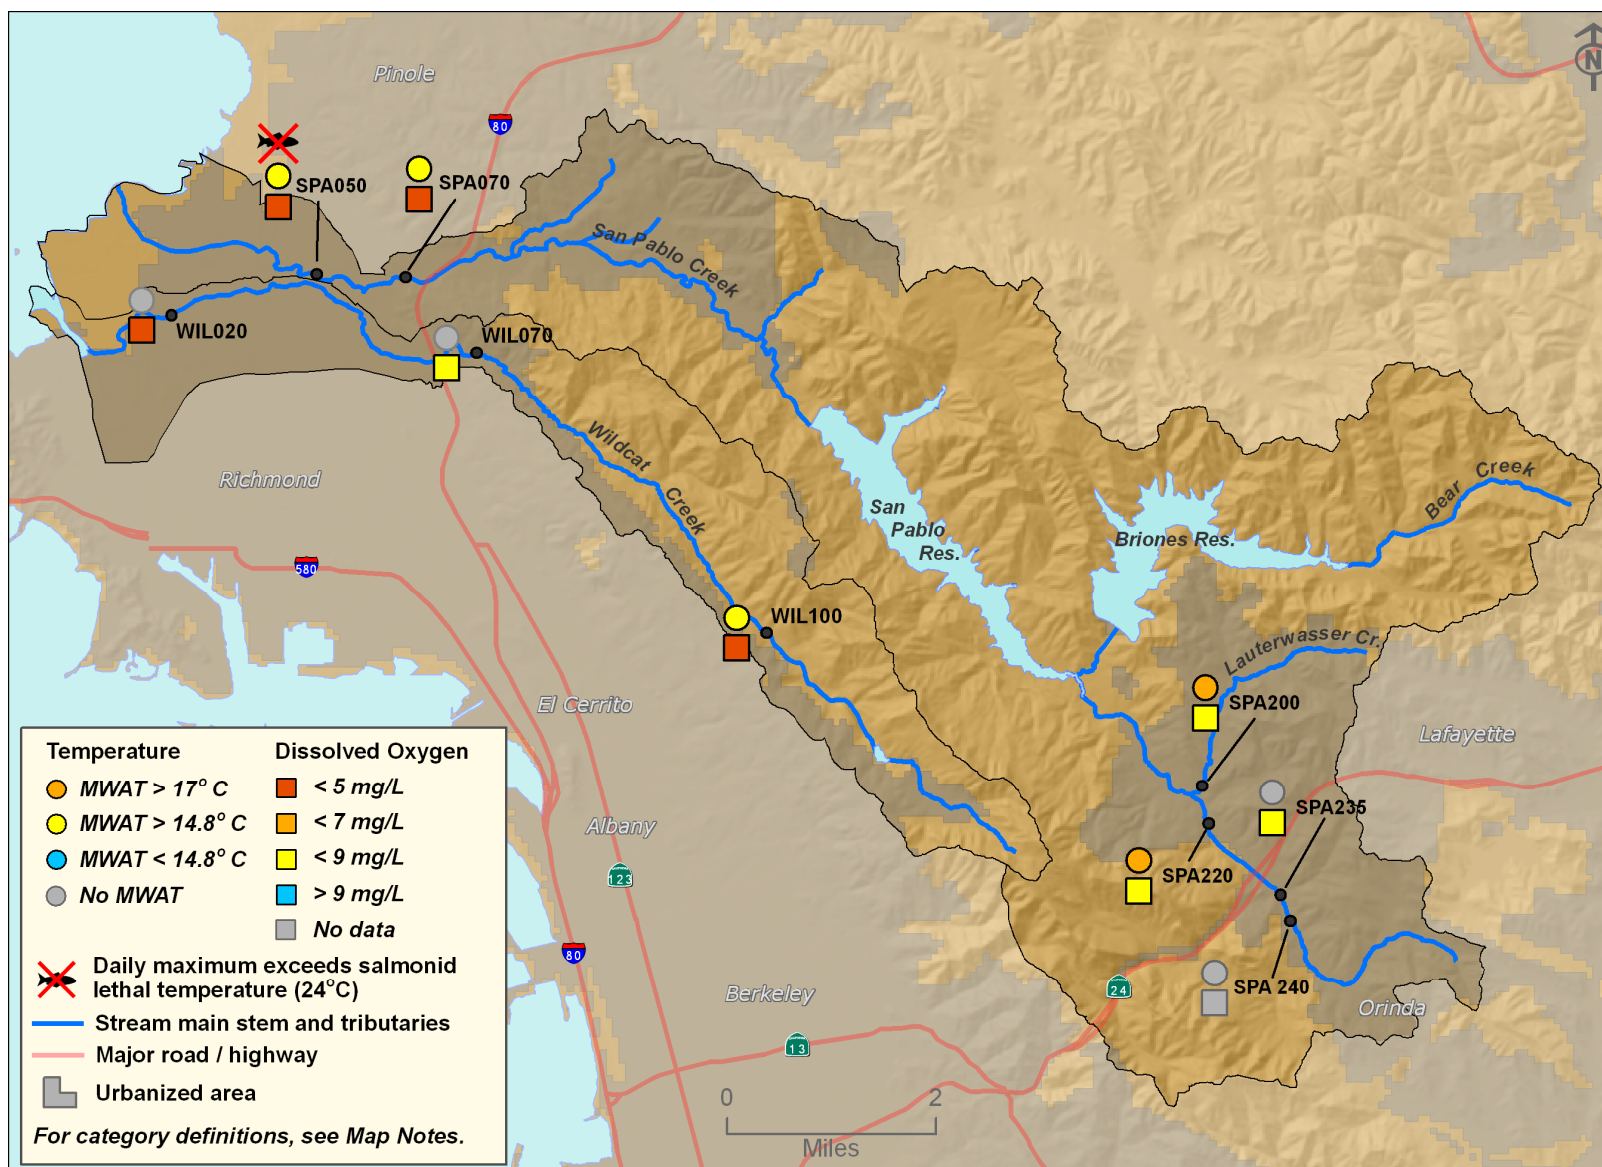 Pinole
80
N
SPA050
SPA070
San Pablo Creek
WIL020
WIL070
Richmond
Wildcat
Creek
San
Pablo
Res.
Briones Res.
Bear
Creek
580
WIL100
Lauterwasser Cr.
El Cerrito
SPA200
Lafayette
SPA235
Albany
123
SPA220
80
Berkeley
24
SPA 240
Orinda
13
0 2
Miles
Temperature
MWAT > 17° C
MWAT > 14.8° C
MWAT < 14.8° C
No MWAT
Dissolved Oxygen
< 5 mg/L
< 7 mg/L
< 9 mg/L
> 9 mg/L
No data
Daily maximum exceeds salmonid
lethal temperature (24°C)
Stream main stem and tributaries
Major road / highway
Urbanized area
For category definitions, see Map Notes.